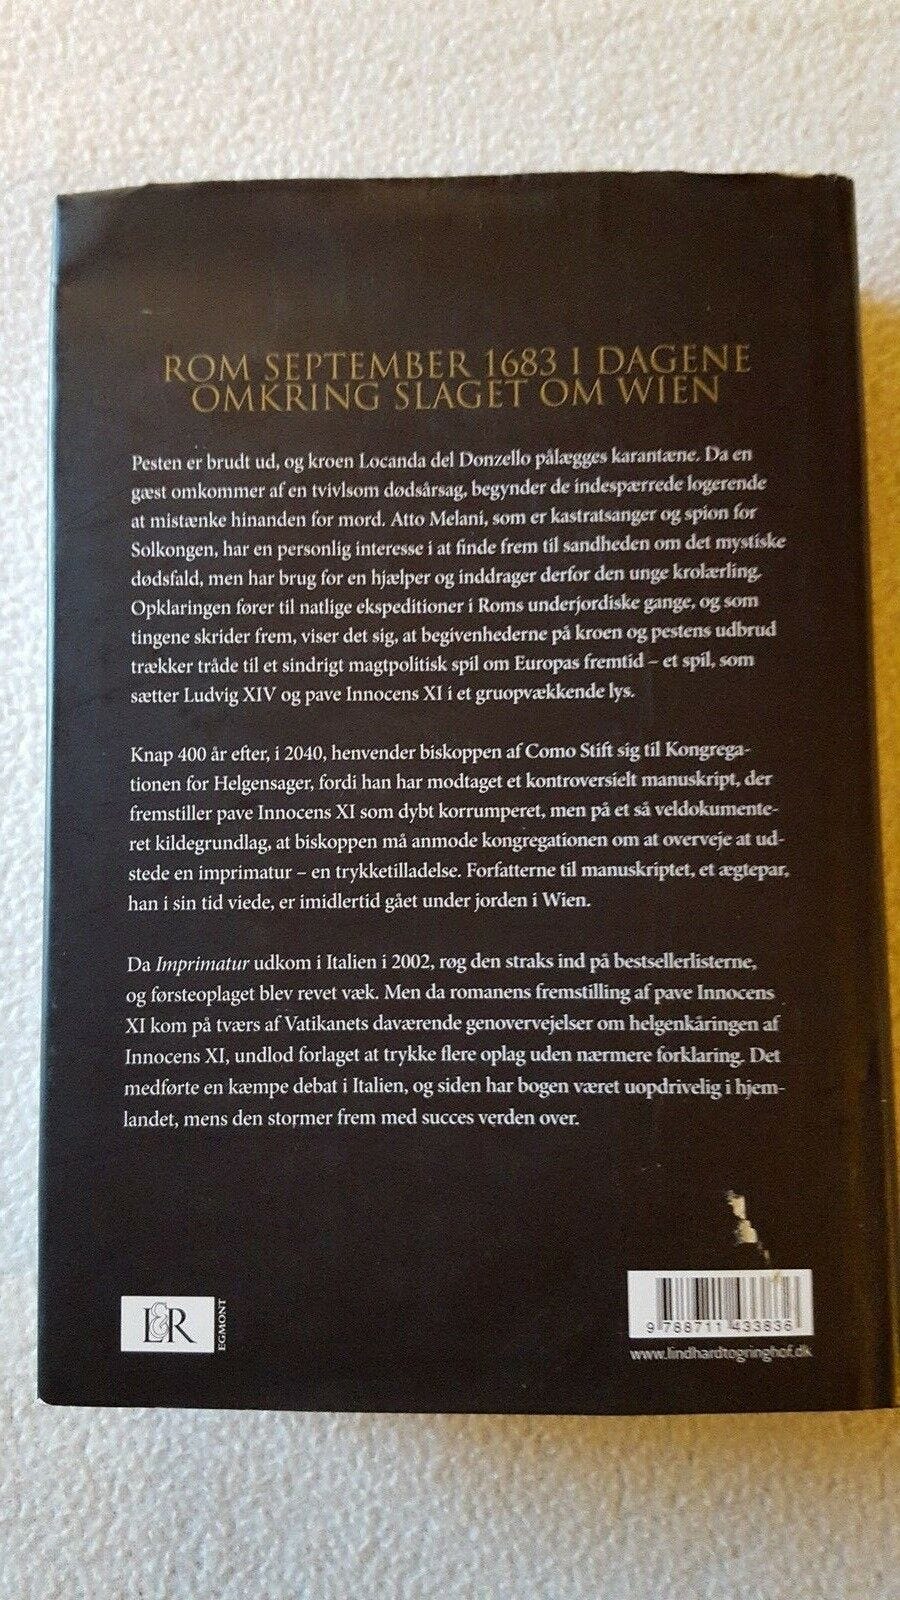 ROM SEPTEMBER 1683 I DAGENE
OMKRING SLAGET OM WIEN
Pesten er brudt ud, og kroen Locanda del Donzello pålægges karantæne. Da en
gæst omkommer af en tvivlsom dødsårsag, begynder de indespærrede logerende
at mistænke hinanden for mord. Atto Melani, som er kastratsanger og spion for
Solkongen, har en personlig interesse i at finde frem til sandheden om det mystiske
dødsfald, men har brug for en hjælper og inddrager derfor den unge krolærling.
Opklaringen fører til natlige ekspeditioner i Roms underjordiske gange, og som
tingene skrider frem, viser det sig, at begivenhederne på kroen og pestens udbrud
trækker tråde til et sindrigt magtpolitisk spil om Europas fremtid – et spil, som
sætter Ludvig XIV og pave Innocens XI i et gruopvækkende lys.
Knap 400 år efter, i 2040, henvender biskoppen af Como Stift sig til Kongrega-
tionen for Helgensager, fordi han har modtaget et kontroversielt manuskript, der
fremstiller pave Innocens XI som dybt korrumperet, men på et så veldokumente-
ret kildegrundlag, at biskoppen må anmode kongregationen om at overveje at ud-
stede en imprimatur – en trykketilladelse. Forfatterne til manuskriptet, et ægtepar,
han i sin tid viede, er imidlertid gået under jorden i Wien.
Da Imprimatur udkom i Italien i 2002, røg den straks ind på bestsellerlisterne,
og førsteoplaget blev revet væk. Men da romanens fremstilling af pave Innocens
XI kom på tværs af Vatikanets daværende genovervejelser om helgenkåringen af
Innocens XI, undlod forlaget at trykke flere oplag uden nærmere forklaring. Det
medførte en kæmpe debat i Italien, og siden har bogen været uopdrivelig i hjem-
landet, mens den stormer frem med succes verden over.
L&R
EGMONT
9 788711 433836
www.lindhardtogringhof.dk